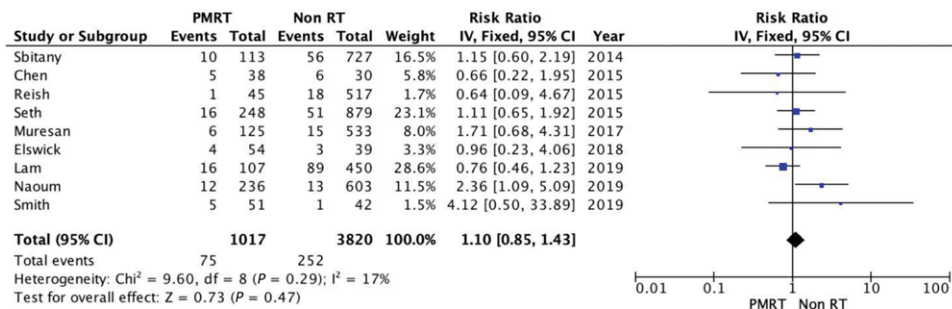 PMRT Non RT Risk Ratio Risk Ratio
Study or Subgroup Events Total Events Total Weight IV, Fixed, 95% CI Year IV, Fixed, 95% CI
Sbitany 10 113 56 727 16.5% 1.15 [0.60, 2.19] 2014
Chen 5 38 6 30 6.0% 0.66 [0.22, 1.95] 2015
Reish 1 45 18 517 1.7% 0.64 [0.09, 4.67] 2015
Seth 16 248 51 879 23.1% 1.11 [0.65, 1.92] 2015
Muresan 6 125 15 533 8.0% 1.71 [0.68, 4.31] 2017
Elswick 4 54 3 39 3.3% 0.96 [0.23, 4.06] 2018
Lam 16 107 89 450 28.6% 0.76 [0.46, 1.23] 2019
Naoum 12 236 13 603 11.5% 2.36 [1.09, 5.09] 2019
Smith 5 51 1 42 1.5% 4.12 [0.50, 33.89] 2019
Total (95% CI) 1017 3820 100.0% 1.10 [0.85, 1.43]
Total events 75 252
Heterogeneity: Chi² = 9.60, df = 8 (P = 0.29); I² = 17%
Test for overall effect: Z = 0.73 (P = 0.47)
0.01 0.1 1 10 100
PMRT Non RT